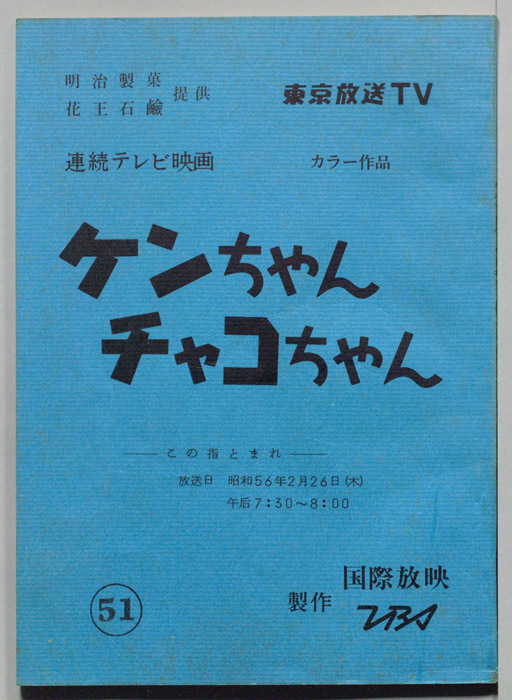 明治製菓
花王石鹸 提供
東京放送TV
連続テレビ映画
カラー作品
ケンちゃん
チャコちゃん
――この指とまれ――
放送日 昭和56年2月26日(木)
午后7:30〜8:00
51
製作
国際放映
TBS